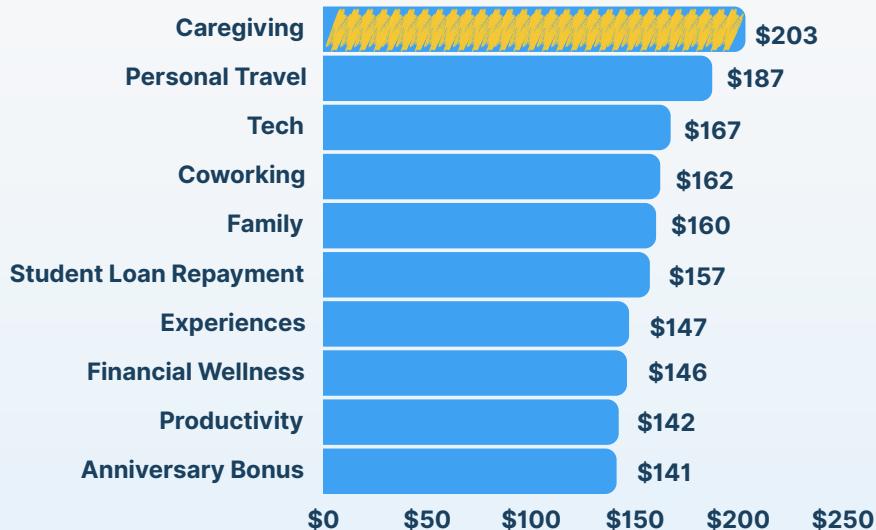 Caregiving $203
Personal Travel $187
Tech $167
Coworking $162
Family $160
Student Loan Repayment $157
Experiences $147
Financial Wellness $146
Productivity $142
Anniversary Bonus $141
$0 $50 $100 $150 $200 $250